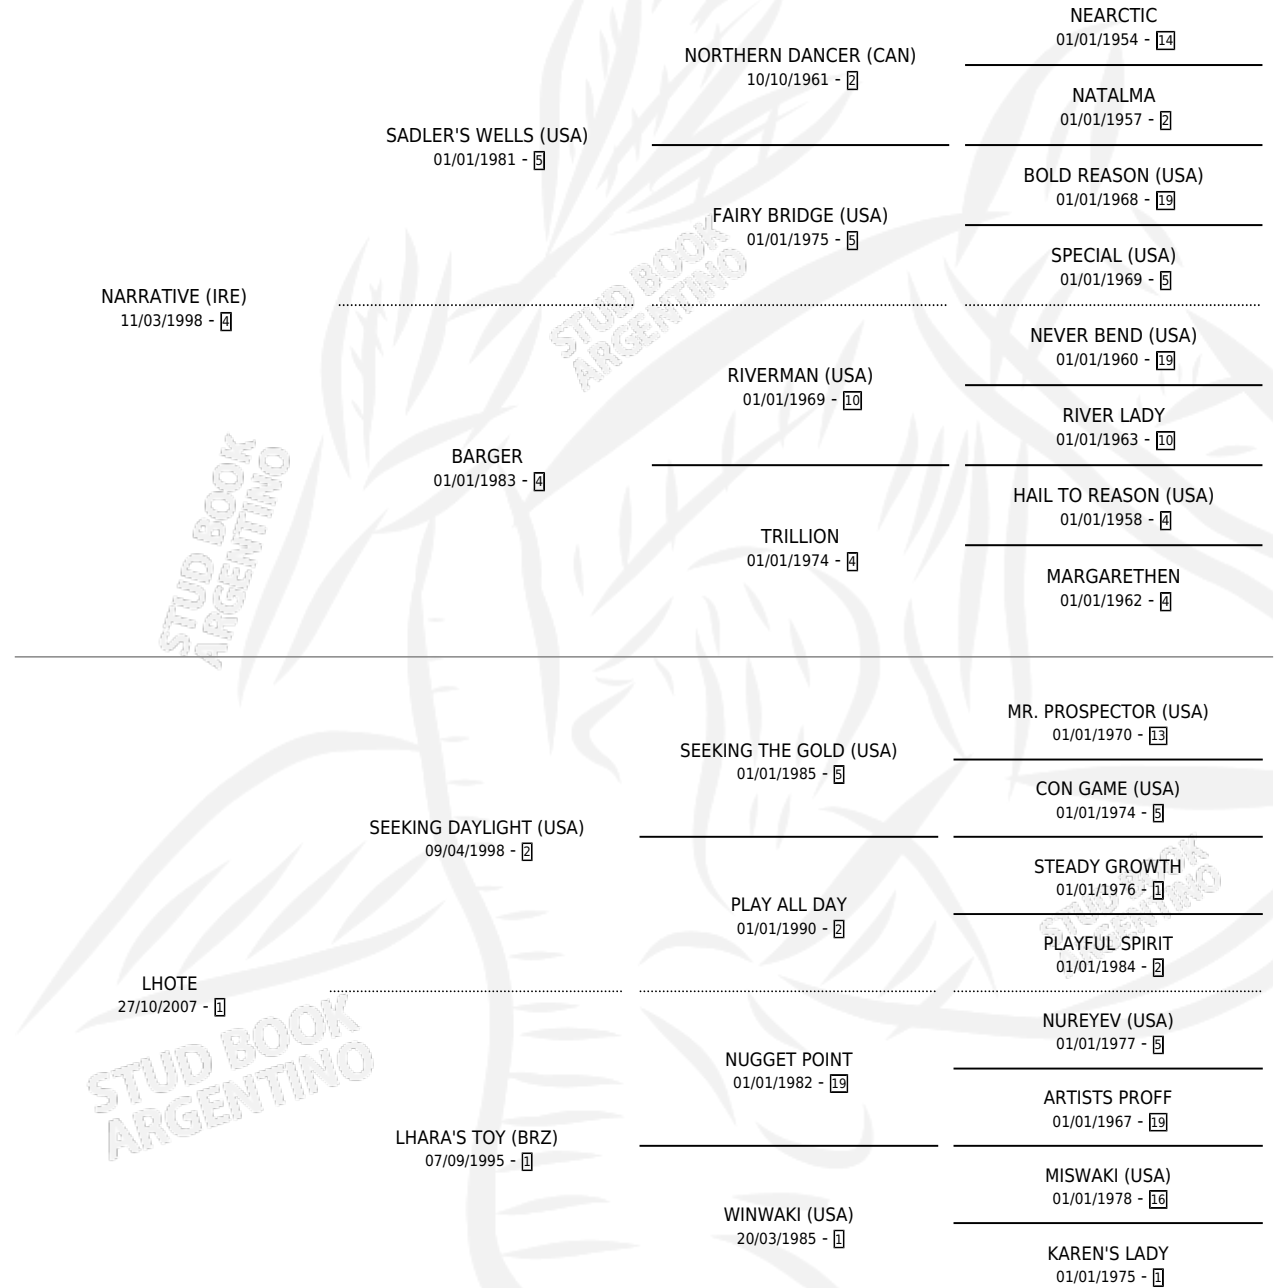 NARRATIVE (IRE)
11/03/1998 - 4
SADLER'S WELLS (USA)
01/01/1981 - 5
NORTHERN DANCER (CAN)
10/10/1961 - 2
NEARCTIC
01/01/1954 - 14
NATALMA
01/01/1957 - 2
FAIRY BRIDGE (USA)
01/01/1975 - 5
BOLD REASON (USA)
01/01/1968 - 19
SPECIAL (USA)
01/01/1969 - 5
BARGER
01/01/1983 - 4
RIVERMAN (USA)
01/01/1969 - 10
NEVER BEND (USA)
01/01/1960 - 19
RIVER LADY
01/01/1963 - 10
TRILLION
01/01/1974 - 4
HAIL TO REASON (USA)
01/01/1958 - 4
MARGARETHEN
01/01/1962 - 4
LHOTE
27/10/2007 - 1
SEEKING DAYLIGHT (USA)
09/04/1998 - 2
SEEKING THE GOLD (USA)
01/01/1985 - 5
MR. PROSPECTOR (USA)
01/01/1970 - 13
CON GAME (USA)
01/01/1974 - 5
PLAY ALL DAY
01/01/1990 - 2
STEADY GROWTH
01/01/1976 - 1
PLAYFUL SPIRIT
01/01/1984 - 2
LHARA'S TOY (BRZ)
07/09/1995 - 1
NUGGET POINT
01/01/1982 - 19
NUREYEV (USA)
01/01/1977 - 5
ARTISTS PROFF
01/01/1967 - 19
WINWAKI (USA)
20/03/1985 - 1
MISWAKI (USA)
01/01/1978 - 16
KAREN'S LADY
01/01/1975 - 1
STUD BOOK
ARGENTINO
STUD BOOK
ARGENTINO
STUD BOOK
ARGENTINO
STUD BOOK
ARGENTINO